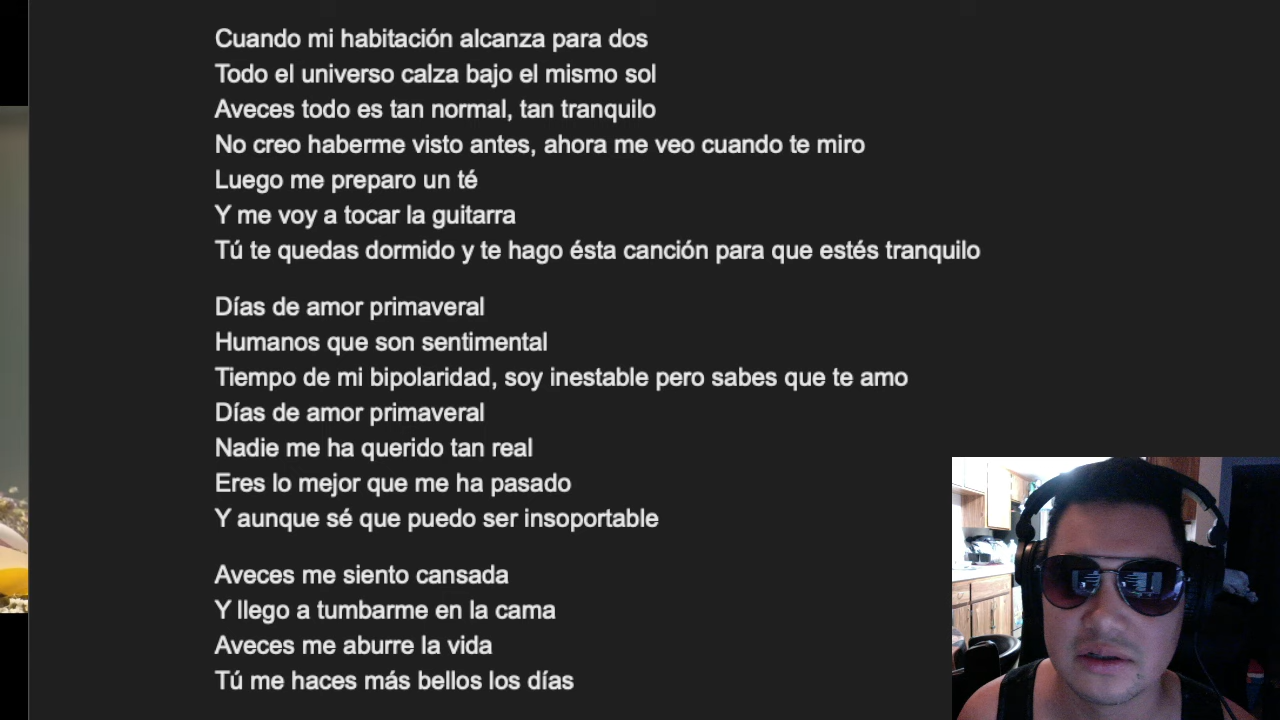 Cuando mi habitación alcanza para dos
Todo el universo calza bajo el mismo sol
Aveces todo es tan normal, tan tranquilo
No creo haberme visto antes, ahora me veo cuando te miro
Luego me preparo un té
Y me voy a tocar la guitarra
Tú te quedas dormido y te hago ésta canción para que estés tranquilo
Días de amor primaveral
Humanos que son sentimental
Tiempo de mi bipolaridad, soy inestable pero sabes que te amo
Días de amor primaveral
Nadie me ha querido tan real
Eres lo mejor que me ha pasado
Y aunque sé que puedo ser insoportable
Aveces me siento cansada
Y llego a tumbarme en la cama
Aveces me aburre la vida
Tú me haces más bellos los días